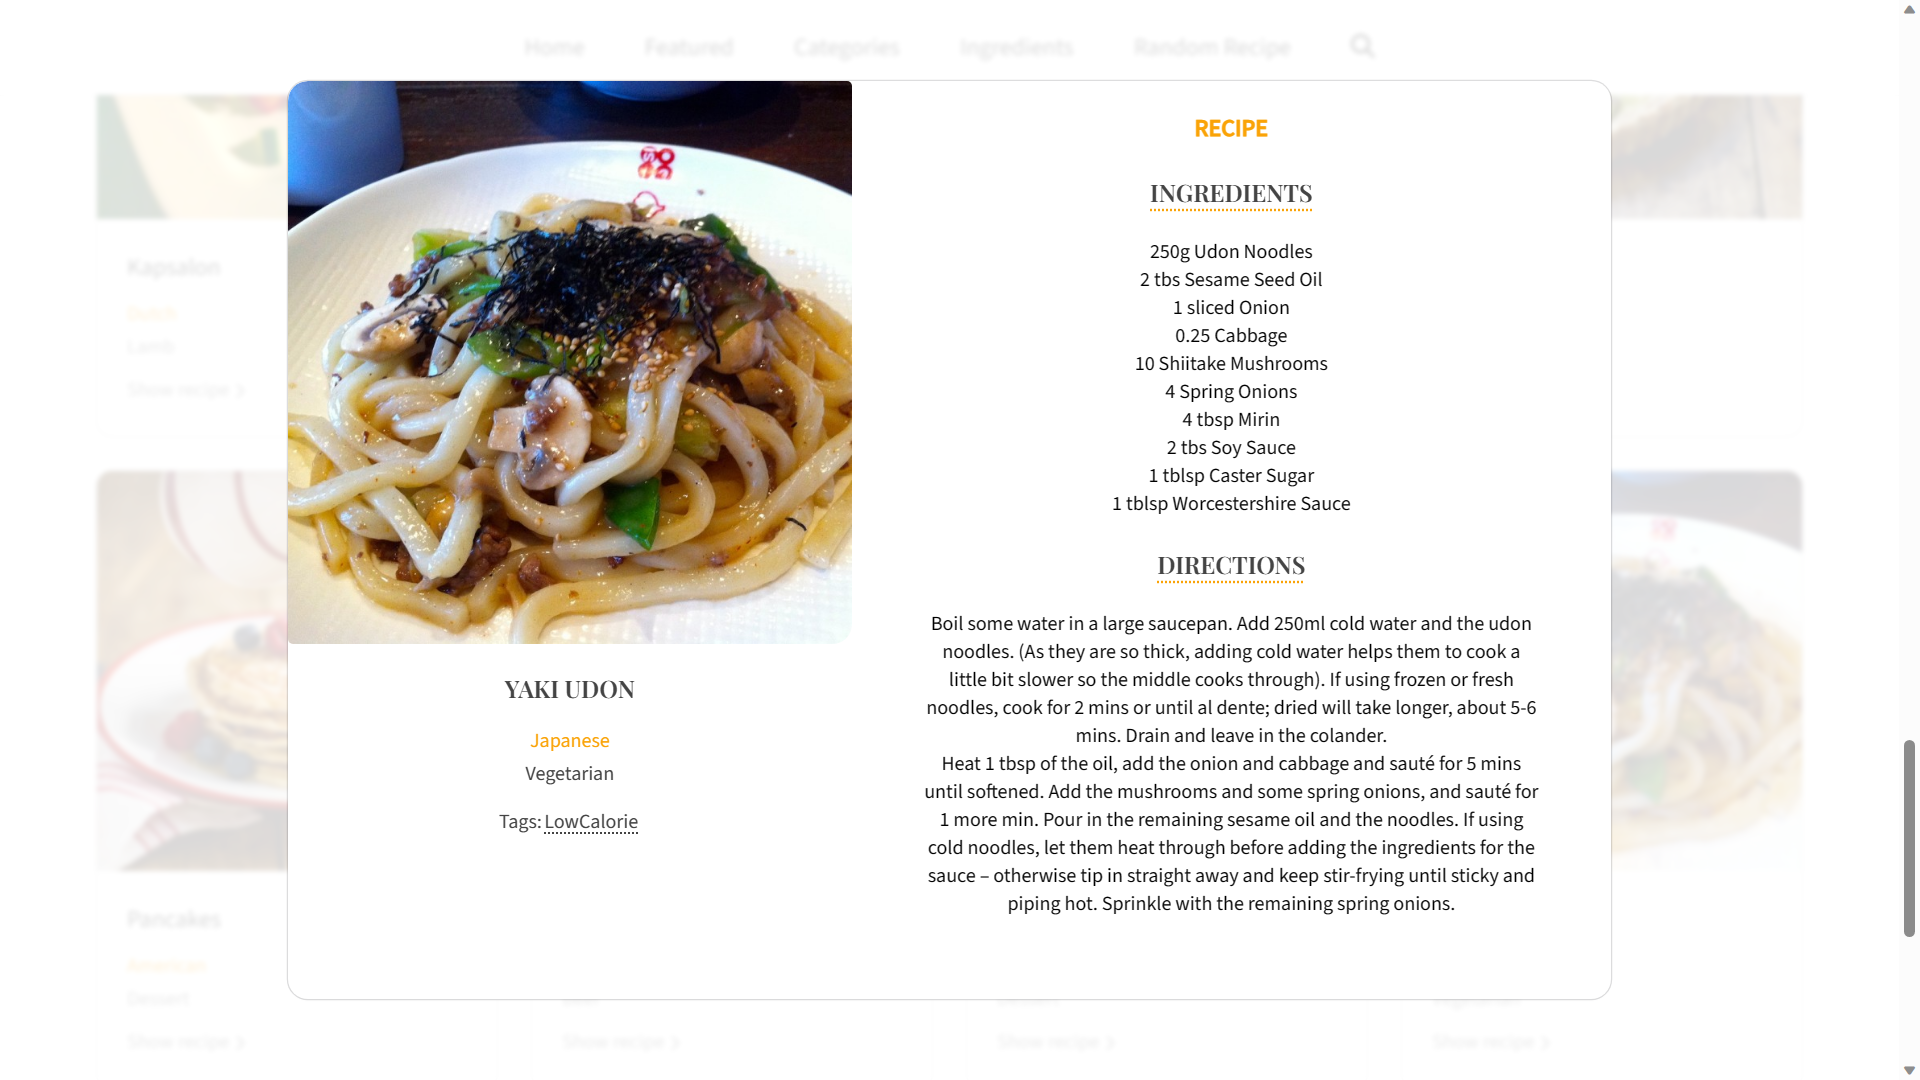 Home Featured Categories Ingredients Random Recipe
Kapsalon
Dutch
Lamb
Show recipe
Pancakes
American
Dessert
Show recipe
YAKI UDON
Japanese
Vegetarian
Tags: LowCalorie
RECIPE
INGREDIENTS
250g Udon Noodles
2 tbs Sesame Seed Oil
1 sliced Onion
0.25 Cabbage
10 Shiitake Mushrooms
4 Spring Onions
4 tbsp Mirin
2 tbs Soy Sauce
1 tblsp Caster Sugar
1 tblsp Worcestershire Sauce
DIRECTIONS
Boil some water in a large saucepan. Add 250ml cold water and the udon
noodles. (As they are so thick, adding cold water helps them to cook a
little bit slower so the middle cooks through). If using frozen or fresh
noodles, cook for 2 mins or until al dente; dried will take longer, about 5-6
mins. Drain and leave in the colander.
Heat 1 tbsp of the oil, add the onion and cabbage and sauté for 5 mins
until softened. Add the mushrooms and some spring onions, and sauté for
1 more min. Pour in the remaining sesame oil and the noodles. If using
cold noodles, let them heat through before adding the ingredients for the
sauce – otherwise tip in straight away and keep stir-frying until sticky and
piping hot. Sprinkle with the remaining spring onions.
Show recipe
Show recipe
Show recipe